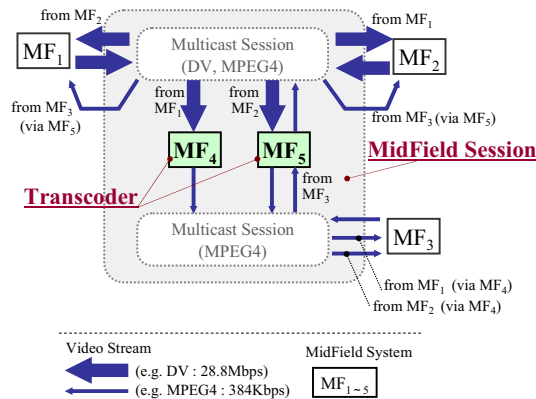 from MF2
from MF1
MF1
Multicast Session
(DV, MPEG4)
MF2
from MF3
(via MF5)
from
MF1
from
MF2
from MF3 (via MF5)
MF4
MF5
MidField Session
Transcoder
from
MF3
Multicast Session
(MPEG4)
MF3
from MF1 (via MF4)
from MF2 (via MF4)
Video Stream
MidField System
(e.g. DV : 28.8Mbps)
(e.g. MPEG4 : 384Kbps)
MF1~5